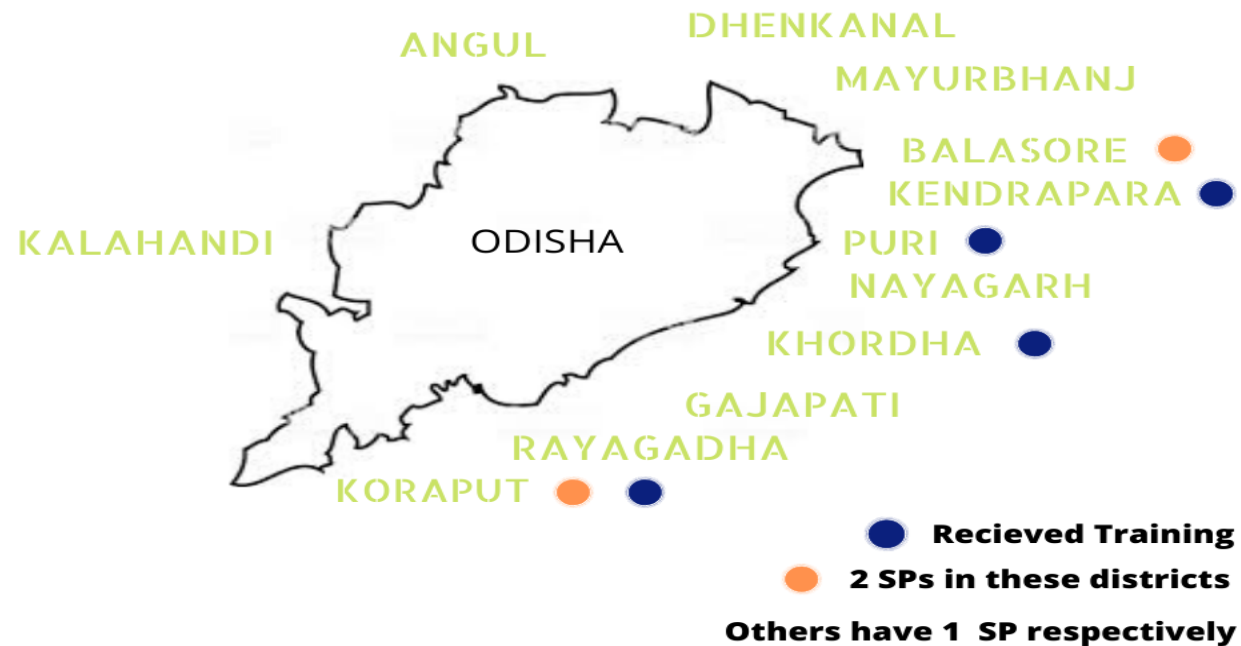 DHENKANAL
ANGUL
MAYURBHANJ
BALASORE
KENDRAPARA
KALAHANDI
ODISHA
PURI
NAYAGARH
KHORDHA
GAJAPATI
RAYAGADHA
KORAPUT
Recieved Training
2 SPs in these districts
Others have 1 SP respectively